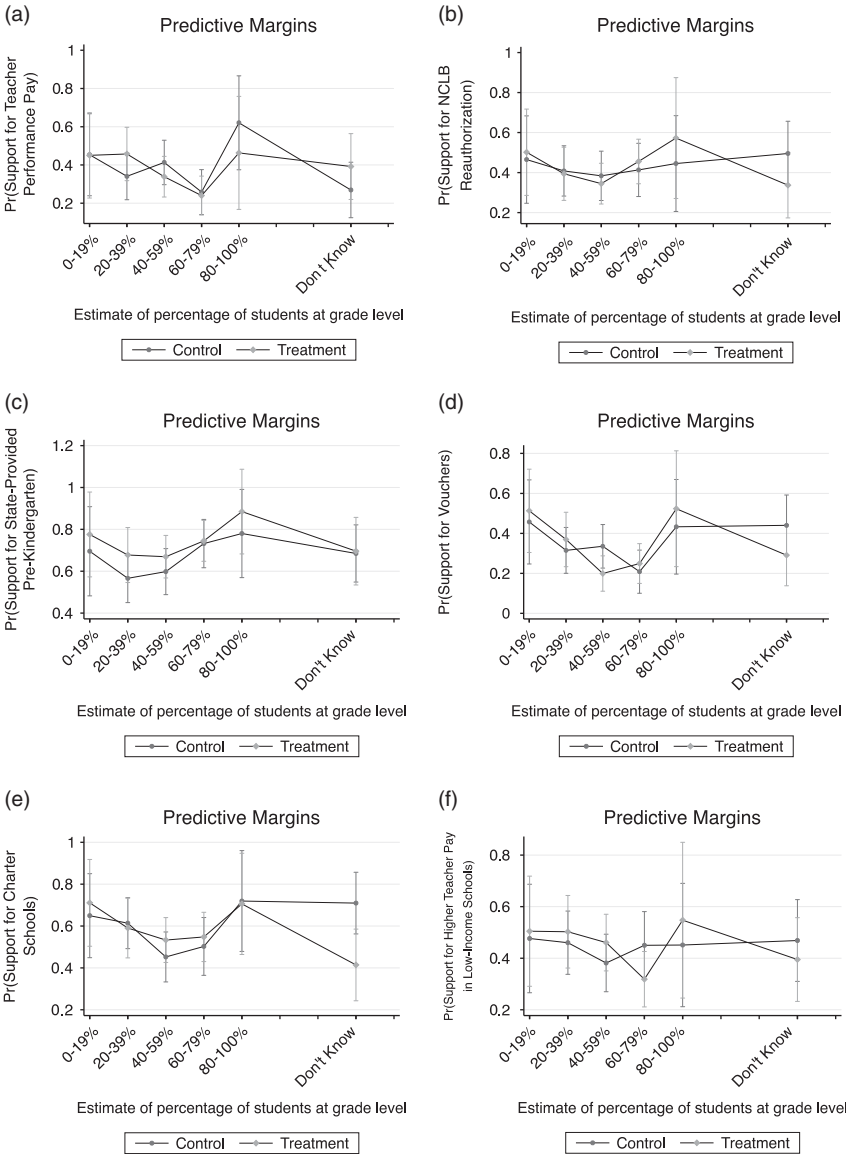 (a)
Predictive Margins
Pr(Support for Teacher
Performance Pay)
1
0.8
0.6
0.4
0.2
0-19%
20-39%
40-59%
60-79%
80-100%
Don't Know
Estimate of percentage of students at grade level
Control Treatment
(b)
Predictive Margins
Pr(Support for NCLB
Reauthorization)
1
0.8
0.6
0.4
0.2
0-19%
20-39%
40-59%
60-79%
80-100%
Don't Know
Estimate of percentage of students at grade level
Control Treatment
(c)
Predictive Margins
Pr(Support for State-Provided
Pre-Kindergarten)
1.2
1
0.8
0.6
0.4
0-19%
20-39%
40-59%
60-79%
80-100%
Don't Know
Estimate of percentage of students at grade level
Control Treatment
(d)
Predictive Margins
Pr(Support for Vouchers)
0.8
0.6
0.4
0.2
0
0-19%
20-39%
40-59%
60-79%
80-100%
Don't Know
Estimate of percentage of students at grade level
Control Treatment
(e)
Predictive Margins
Pr(Support for Charter
Schools)
1
0.8
0.6
0.4
0.2
0-19%
20-39%
40-59%
60-79%
80-100%
Don't Know
Estimate of percentage of students at grade level
Control Treatment
(f)
Predictive Margins
Pr(Support for Higher Teacher Pay
in Low-Income Schools)
0.8
0.6
0.4
0.2
0-19%
20-39%
40-59%
60-79%
80-100%
Don't Know
Estimate of percentage of students at grade level
Control Treatment